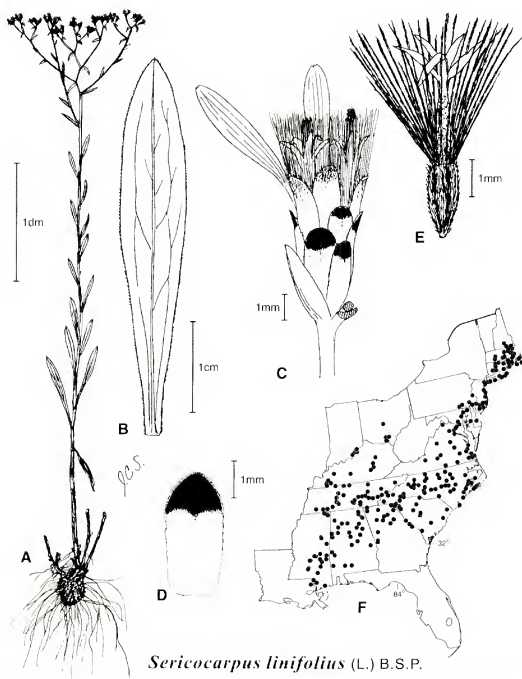 1dm
1cm
B
C
1mm
1mm
E
1mm
D
A
F
32°
84°
Sericocarpus linifolius (L.) B.S.P.